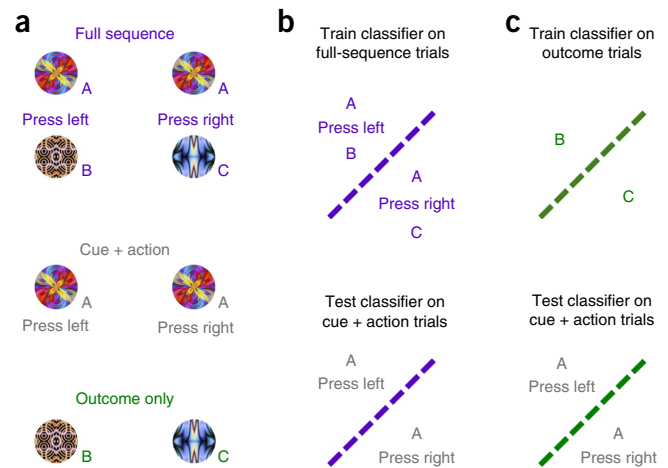 a
Full sequence
A
A
Press left
Press right
B
C
Cue + action
A
A
Press left
Press right
Outcome only
B
C
b
Train classifier on
full-sequence trials
A
Press left
B
A
Press right
C
Test classifier on
cue + action trials
A
Press left
A
Press right
c
Train classifier on
outcome trials
B
C
Test classifier on
cue + action trials
A
Press left
A
Press right